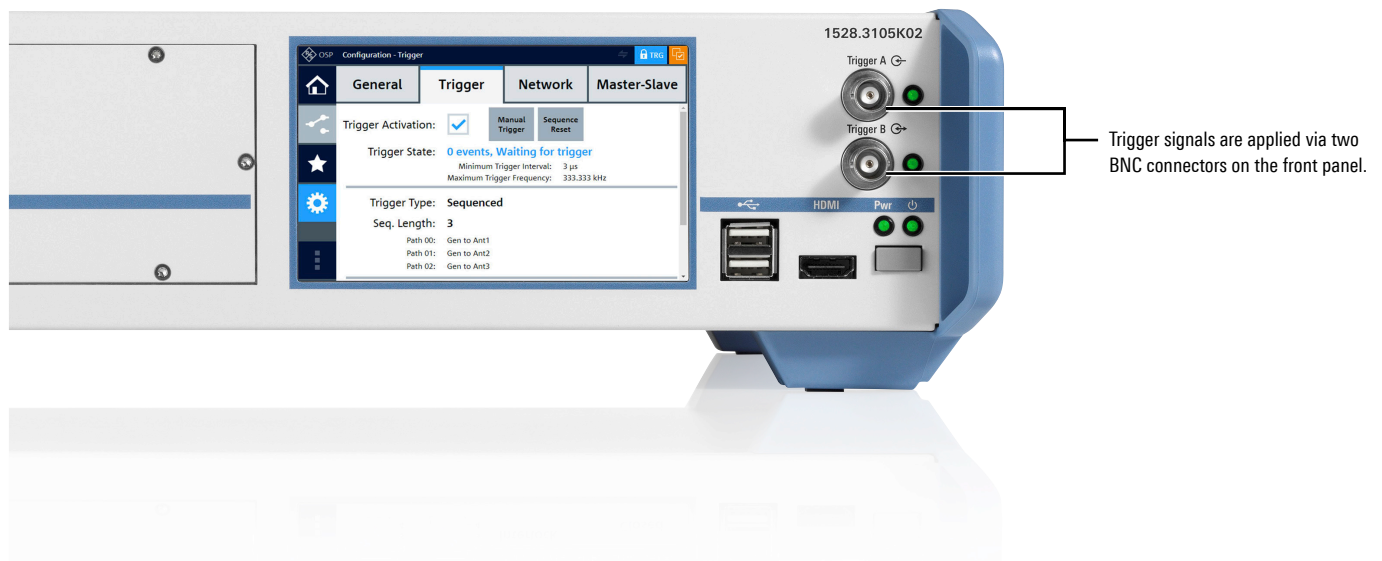 1528.3105K02
OSP Configuration - Trigger TRG
General Trigger Network Master-Slave
Trigger Activation: Manual Trigger Sequence Reset
Trigger State: 0 events, Waiting for trigger
Minimum Trigger Interval: 3 µs
Maximum Trigger Frequency: 333.333 kHz
Trigger Type: Sequenced
Seq. Length: 3
Path 00: Gen to Ant1
Path 01: Gen to Ant2
Path 02: Gen to Ant3
Trigger A
Trigger B
HDMI Pwr
Trigger signals are applied via two
BNC connectors on the front panel.